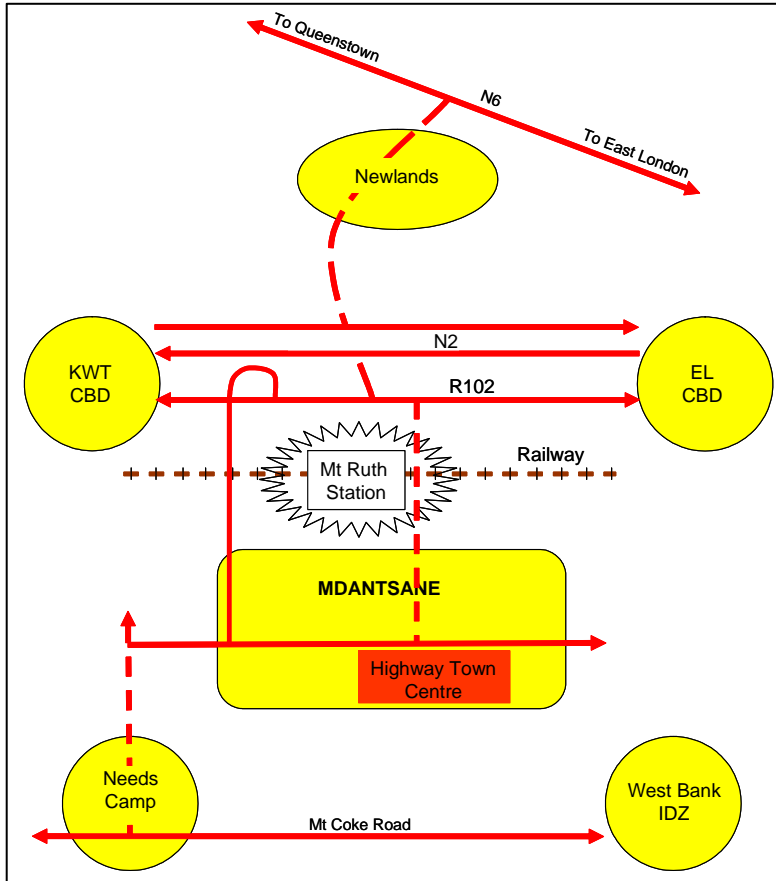 To Queenstown
N6
To East London
Newlands
N2
KWT
CBD
EL
CBD
R102
Railway
Mt Ruth
Station
MDANTSANE
Highway Town
Centre
Needs
Camp
West Bank
IDZ
Mt Coke Road